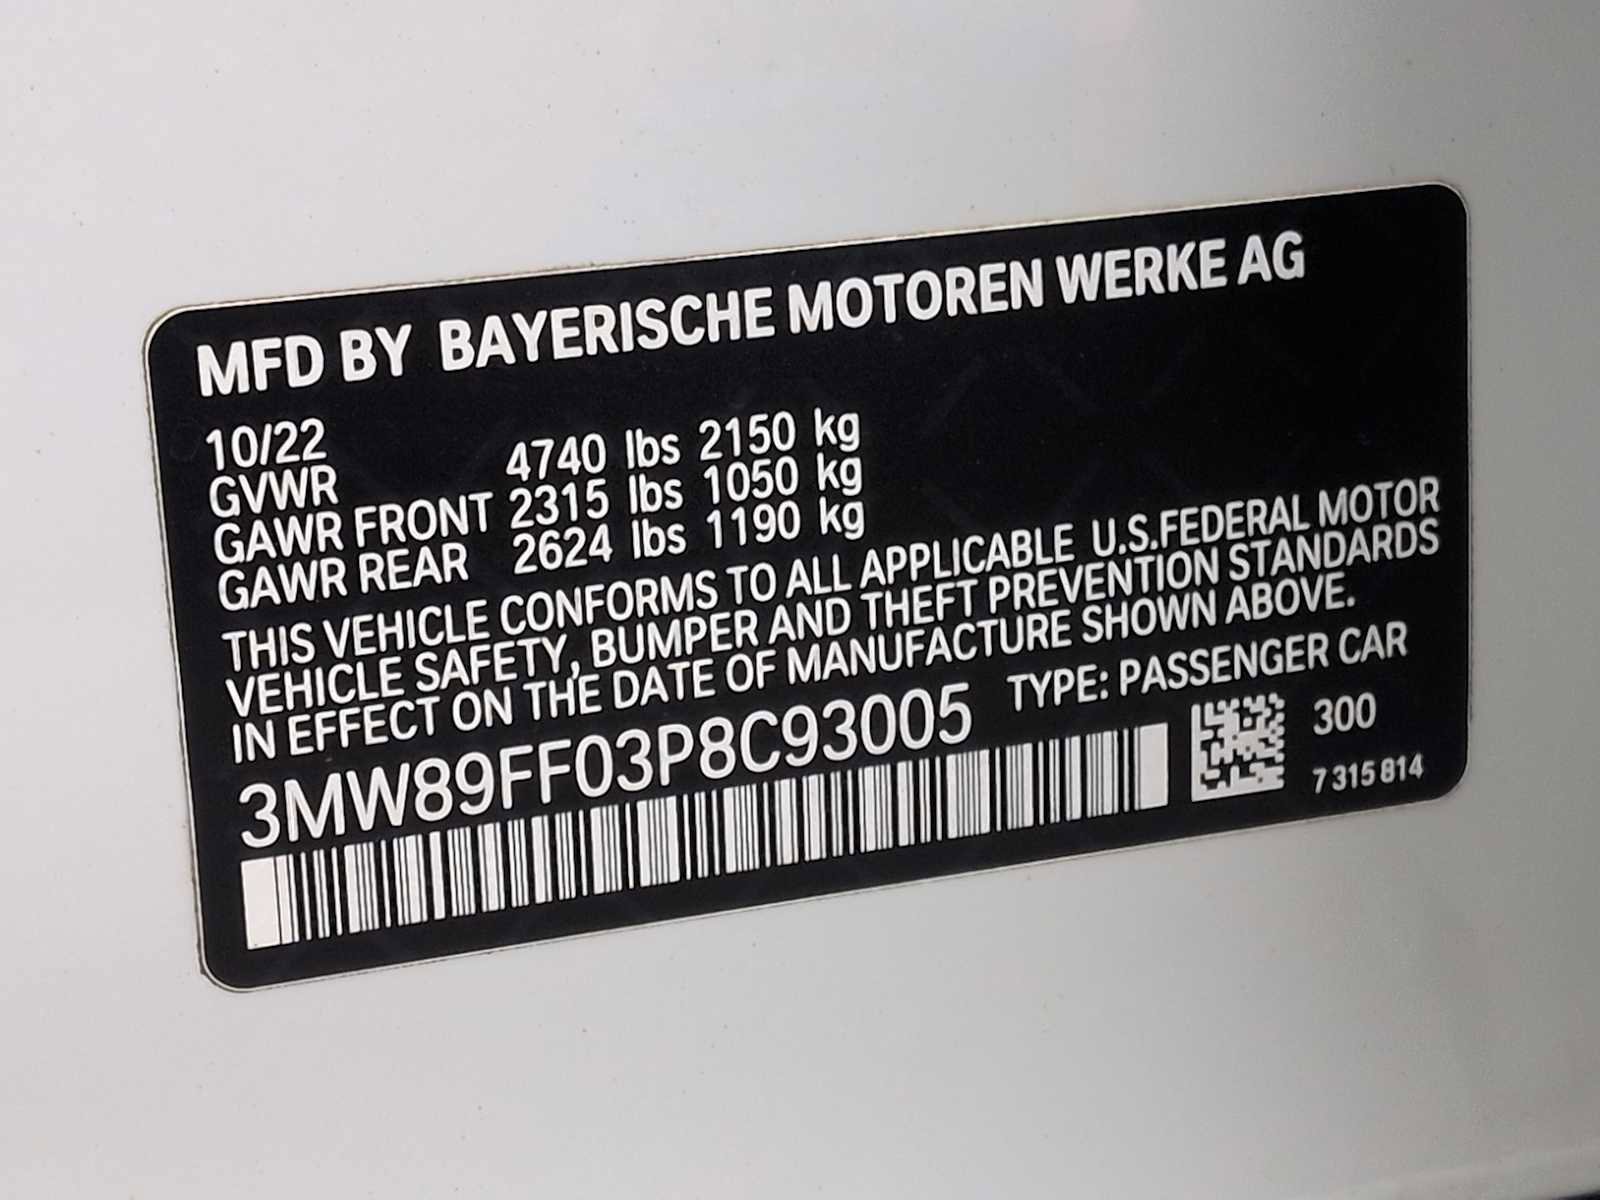 MFD BY BAYERISCHE MOTOREN WERKE AG
10/22
GVWR 4740 lbs 2150 kg
GAWR FRONT 2315 lbs 1050 kg
GAWR REAR 2624 lbs 1190 kg
THIS VEHICLE CONFORMS TO ALL APPLICABLE U.S.FEDERAL MOTOR
VEHICLE SAFETY, BUMPER AND THEFT PREVENTION STANDARDS
IN EFFECT ON THE DATE OF MANUFACTURE SHOWN ABOVE.
3MW89FF03P8C93005 TYPE: PASSENGER CAR
300
7 315 814